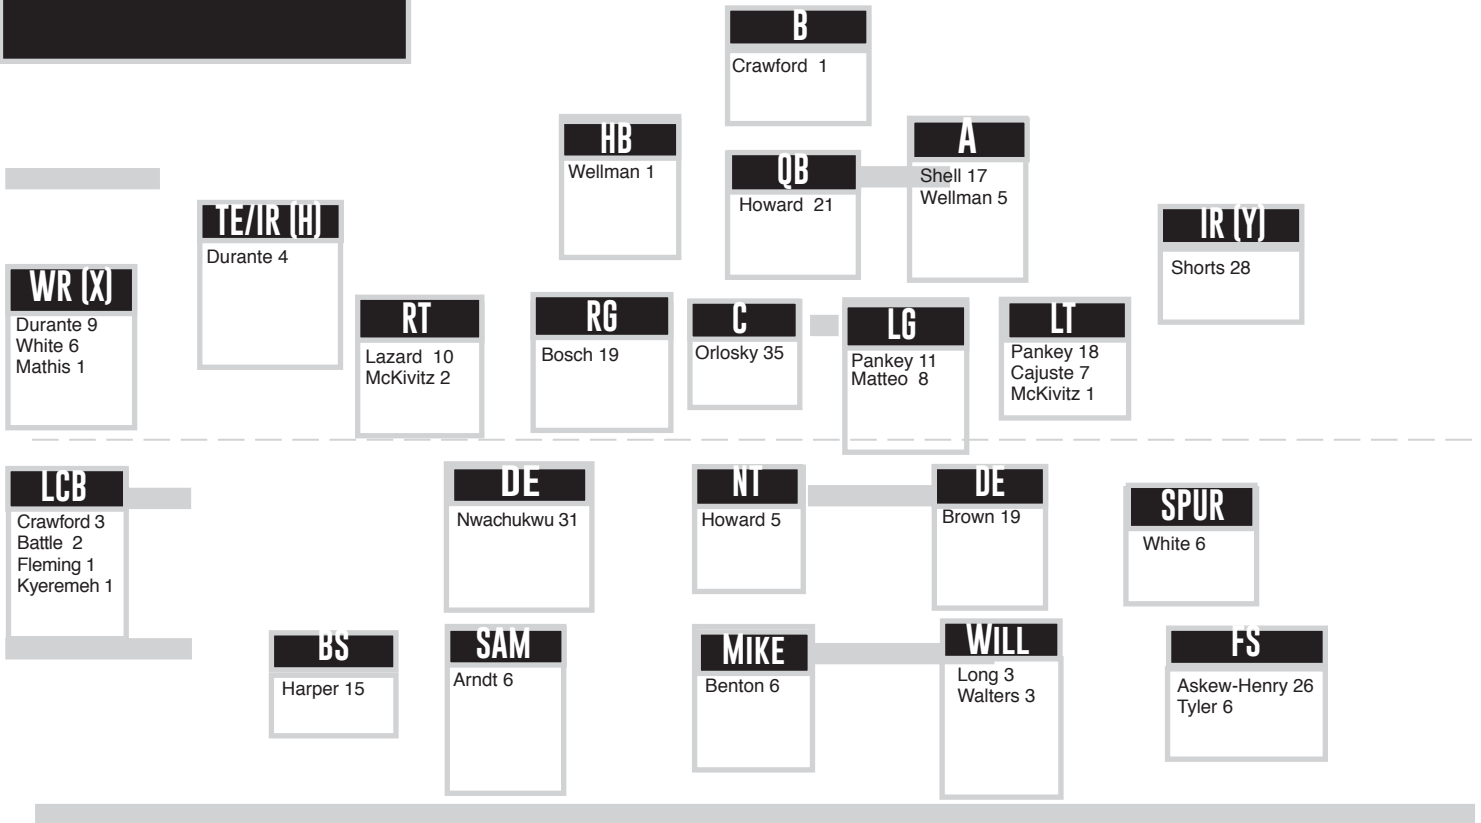 B
Crawford 1
HB
Wellman 1
QB
Howard 21
A
Shell 17
Wellman 5
TE/IR (H)
Durante 4
IR (Y)
Shorts 28
WR (X)
Durante 9
White 6
Mathis 1
RT
Lazard 10
McKivitz 2
RG
Bosch 19
C
Orlosky 35
LG
Pankey 11
Matteo 8
LT
Pankey 18
Cajuste 7
McKivitz 1
LCB
Crawford 3
Battle 2
Fleming 1
Kyeremeh 1
DE
Nwachukwu 31
NT
Howard 5
DE
Brown 19
SPUR
White 6
BS
Harper 15
SAM
Arndt 6
MIKE
Benton 6
WILL
Long 3
Walters 3
FS
Askew-Henry 26
Tyler 6